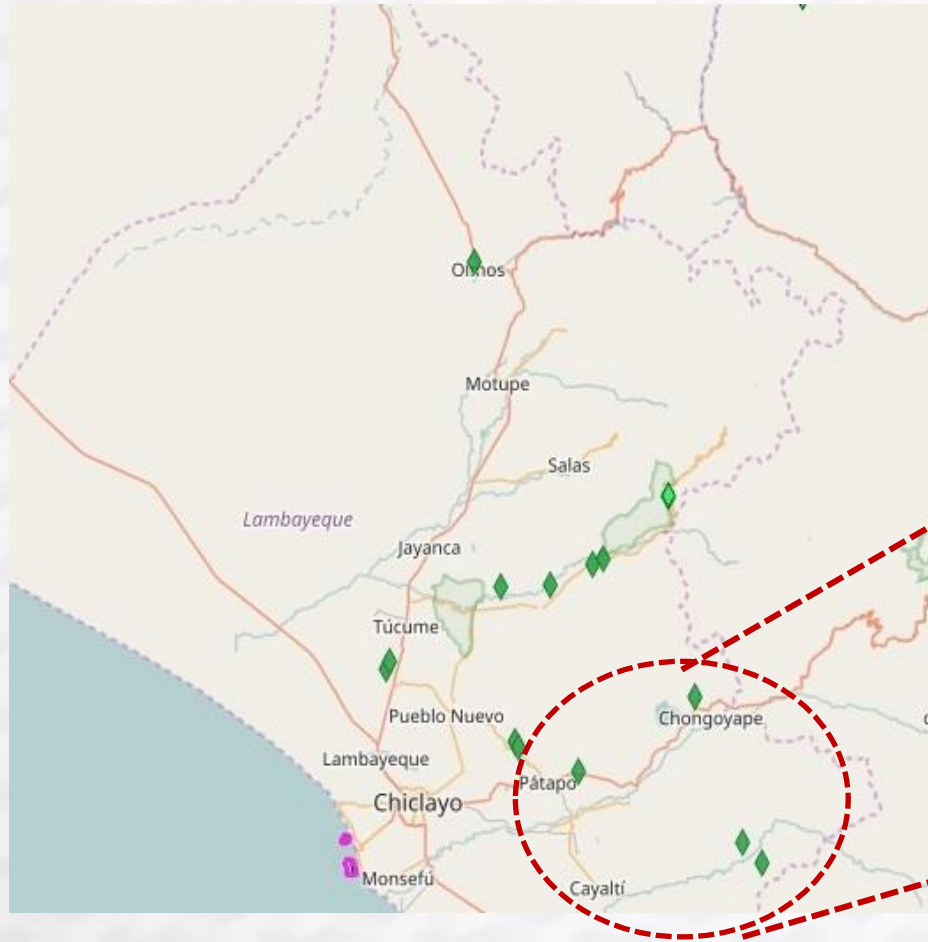 Olmos
Motupe
Salas
Lambayeque
Jayanca
Túcume
Pueblo Nuevo
Chongoyape
Lambayeque
Pátapo
Chiclayo
Monsefú
Cayaltí